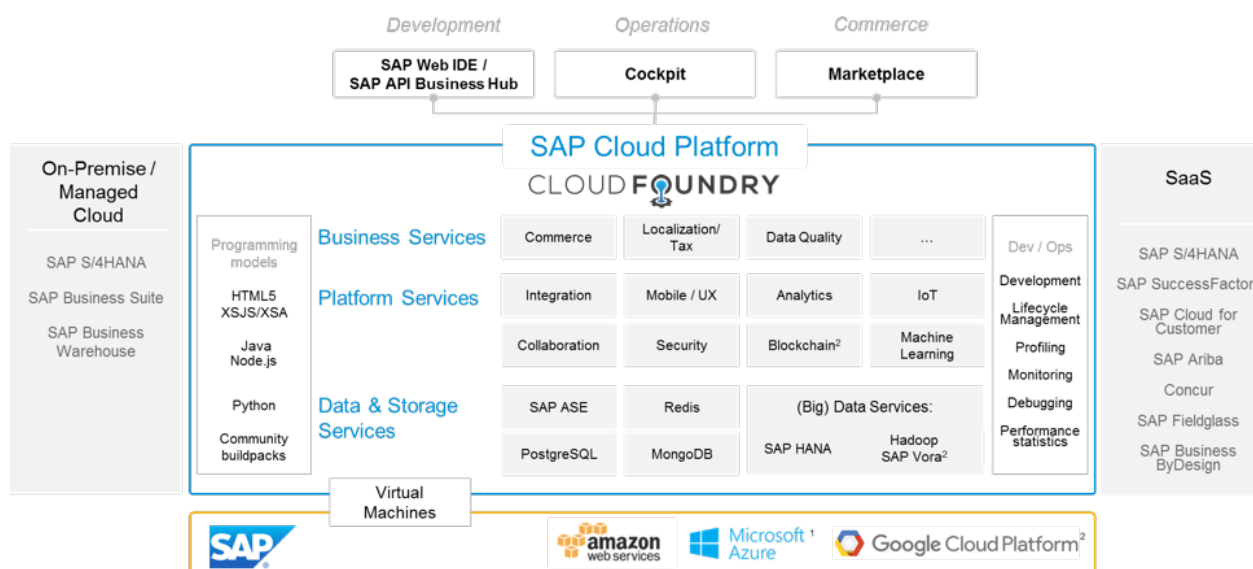 Development
Operations
Commerce
SAP Web IDE /
SAP API Business Hub
Cockpit
Marketplace
SAP Cloud Platform
CLOUD FOUNDRY
On-Premise /
Managed
Cloud
SAP S/4HANA
SAP Business Suite
SAP Business
Warehouse
Programming
models
HTML5
XSJS/XSA
Java
Node.js
Python
Community
buildpacks
Business Services
Commerce
Localization/
Tax
Data Quality
...
Platform Services
Integration
Mobile / UX
Analytics
IoT
Collaboration
Security
Blockchain²
Machine
Learning
Data & Storage
Services
SAP ASE
Redis
(Big) Data Services:
PostgreSQL
MongoDB
SAP HANA
Hadoop
SAP Vora²
Dev / Ops
Development
Lifecycle
Management
Profiling
Monitoring
Debugging
Performance
statistics
SaaS
SAP S/4HANA
SAP SuccessFactor
SAP Cloud for
Customer
SAP Ariba
Concur
SAP Fieldglass
SAP Business
ByDesign
Virtual
Machines
SAP
amazon
web services
Microsoft ¹
Azure
Google Cloud Platform²